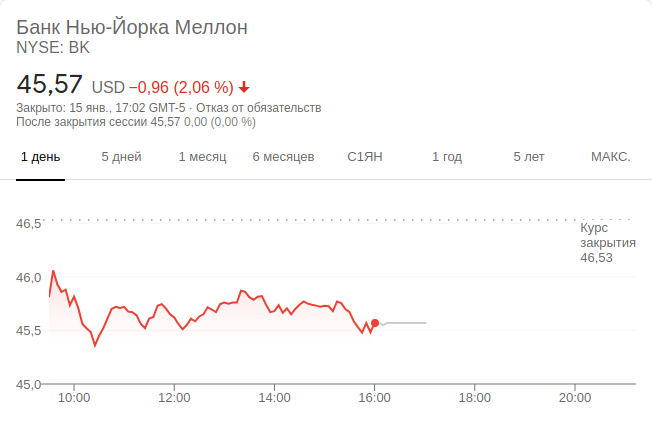 Банк Нью-Йорка Меллон
NYSE: BK
45,57 USD −0,96 (2,06 %)
Закрыто: 15 янв., 17:02 GMT-5 · Отказ от обязательств
После закрытия сессии 45,57 0,00 (0,00 %)
1 день 5 дней 1 месяц 6 месяцев С1ЯН 1 год 5 лет МАКС.
46,5
Курс
закрытия
46,53
46,0
45,5
45,0
10:00 12:00 14:00 16:00 18:00 20:00